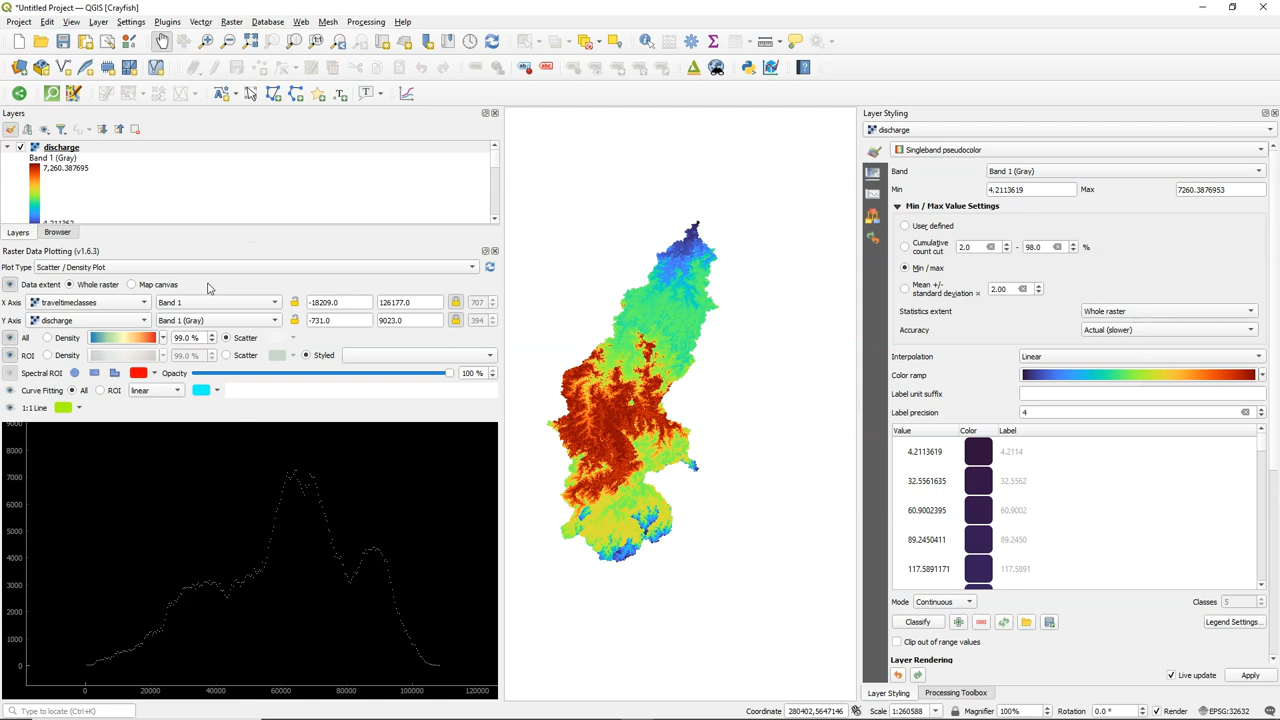 *Untitled Project — QGIS [Crayfish]
Project Edit View Layer Settings Plugins Vector Raster Database Web Mesh Processing Help
Layers
discharge
Band 1 (Gray)
7,260.387695
Layers Browser
Raster Data Plotting (v1.6.3)
Plot Type Scatter / Density Plot
Data extent Whole raster Map canvas
X Axis traveltimeclasses Band 1 -18209.0 126177.0 707
Y Axis discharge Band 1 (Gray) -731.0 9023.0 394
All Density 99.0 % Scatter
ROI Density 99.0 % Scatter Styled
Spectral ROI Opacity 100 %
Curve Fitting All ROI linear
1:1 Line
9000
8000
7000
6000
5000
4000
3000
2000
1000
0
0 20000 40000 60000 80000 100000 120000
Type to locate (Ctrl+K)
Layer Styling
discharge
Singleband pseudocolor
Band Band 1 (Gray)
Min 4.2113619 Max 7260.3876953
Min / Max Value Settings
User defined
Cumulative count cut 2.0 - 98.0 %
Min / max
Mean +/- standard deviation × 2.00
Statistics extent Whole raster
Accuracy Actual (slower)
Interpolation Linear
Color ramp
Label unit suffix
Label precision 4
Value Color Label
4.2113619 4.2114
32.5561635 32.5562
60.9002395 60.9002
89.2450411 89.2450
117.5891171 117.5891
Mode Continuous Classes 5
Classify Legend Settings...
Clip out of range values
Layer Rendering
Live update Apply
Layer Styling Processing Toolbox
Coordinate 280402,5647146 Scale 1:260588 Magnifier 100% Rotation 0.0 ° Render EPSG:32632